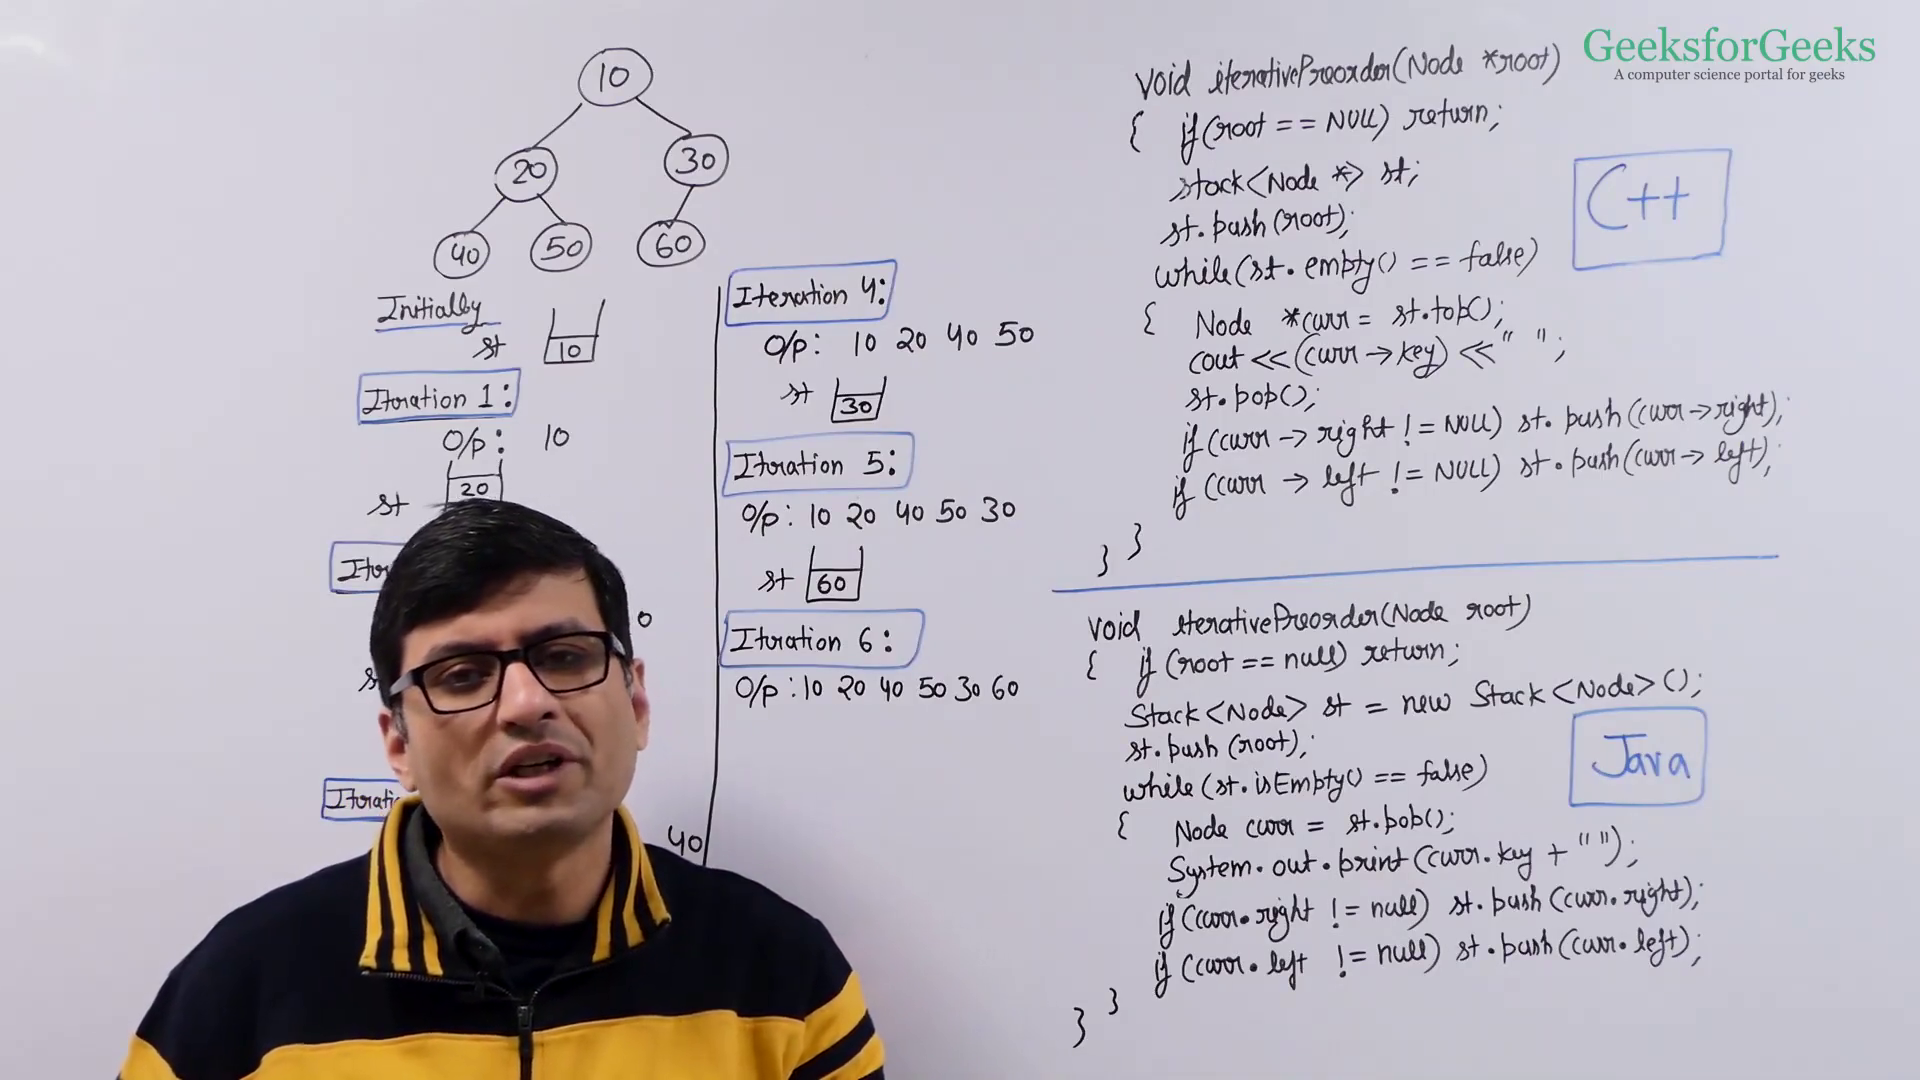 GeeksforGeeks
A computer science portal for geeks
10
20 30
40 50 60
Initially
st 10
Iteration 1:
O/p: 10
20
st
0
40
Iteration 4:
O/p: 10 20 40 50
st 30
Iteration 5:
O/p: 10 20 40 50 30
st 60
Iteration 6:
O/p: 10 20 40 50 30 60
void iterativePreorder(Node *root)
{ if(root == NULL) return;
stack<Node *> st;
st.push(root);
while(st.empty() == false)
{ Node *curr = st.top();
cout << (curr->key) << " ";
st.pop();
if(curr -> right != NULL) st.push(curr->right);
if(curr -> left != NULL) st.push(curr-> left);
} }
C++
void iterativePreorder(Node root)
{ if(root == null) return;
Stack<Node> st = new Stack<Node>();
st.push(root);
while(st.isEmpty() == false)
{ Node curr = st.pop();
System.out.print(curr.key + " ");
if(curr.right != null) st.push(curr.right);
if(curr.left != null) st.push(curr.left);
} }
Java